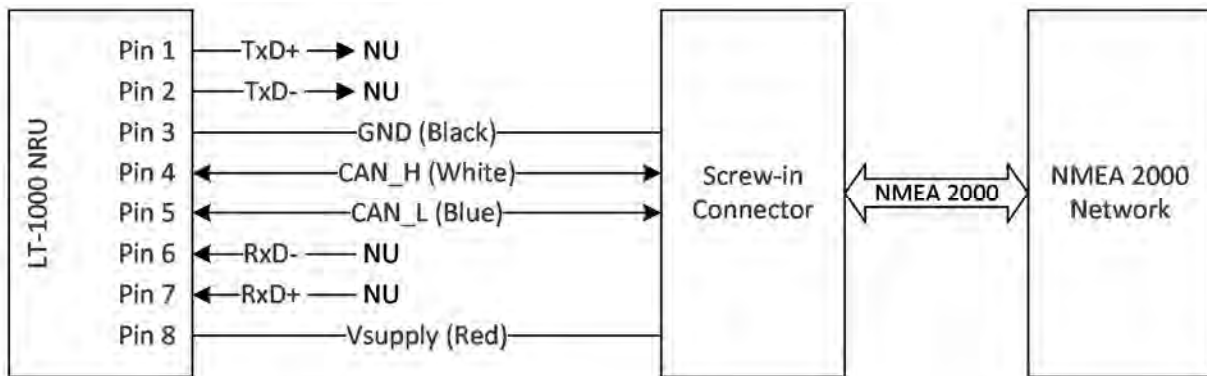 LT-1000 NRU
Pin 1 TxD+ NU
Pin 2 TxD- NU
Pin 3 GND (Black)
Pin 4 CAN_H (White)
Pin 5 CAN_L (Blue)
Pin 6 RxD- NU
Pin 7 RxD+ NU
Pin 8 Vsupply (Red)
Screw-in
Connector
NMEA 2000
NMEA 2000
Network